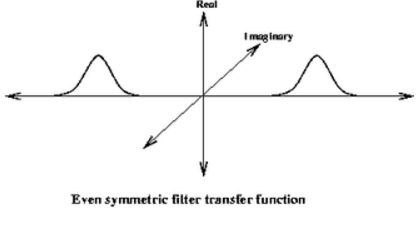 Real
Imaginary
Even symmetric filter transfer function